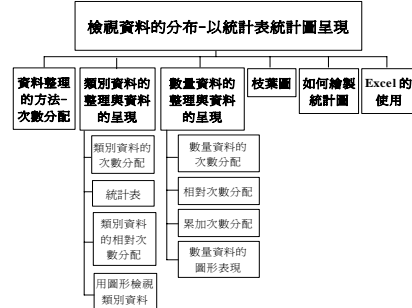 檢視資料的分布-以統計表統計圖呈現
資料整理
的方法-
次數分配
類別資料的
整理與資料
的呈現
數量資料的
整理與資料
的呈現
枝葉圖
如何繪製
統計圖
Excel 的
使用
類別資料的
次數分配
統計表
類別資料
的相對次
數分配
用圖形檢視
類別資料
數量資料的
次數分配
相對次數分配
累加次數分配
數量資料的
圖形表現